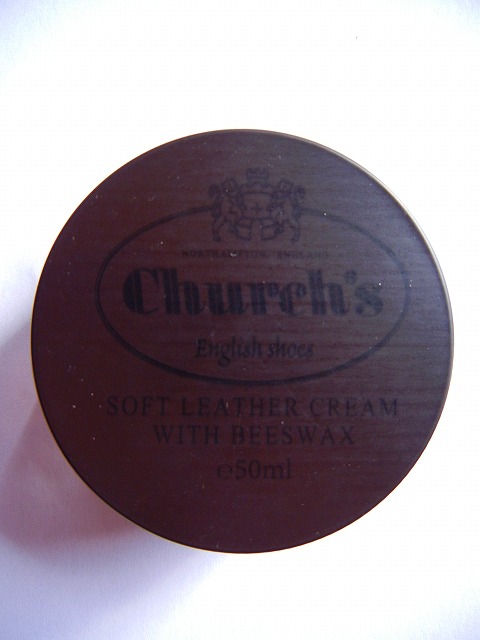 NORTHAMPTON, ENGLAND
Church's
English shoes
SOFT LEATHER CREAM
WITH BEESWAX
℮50ml